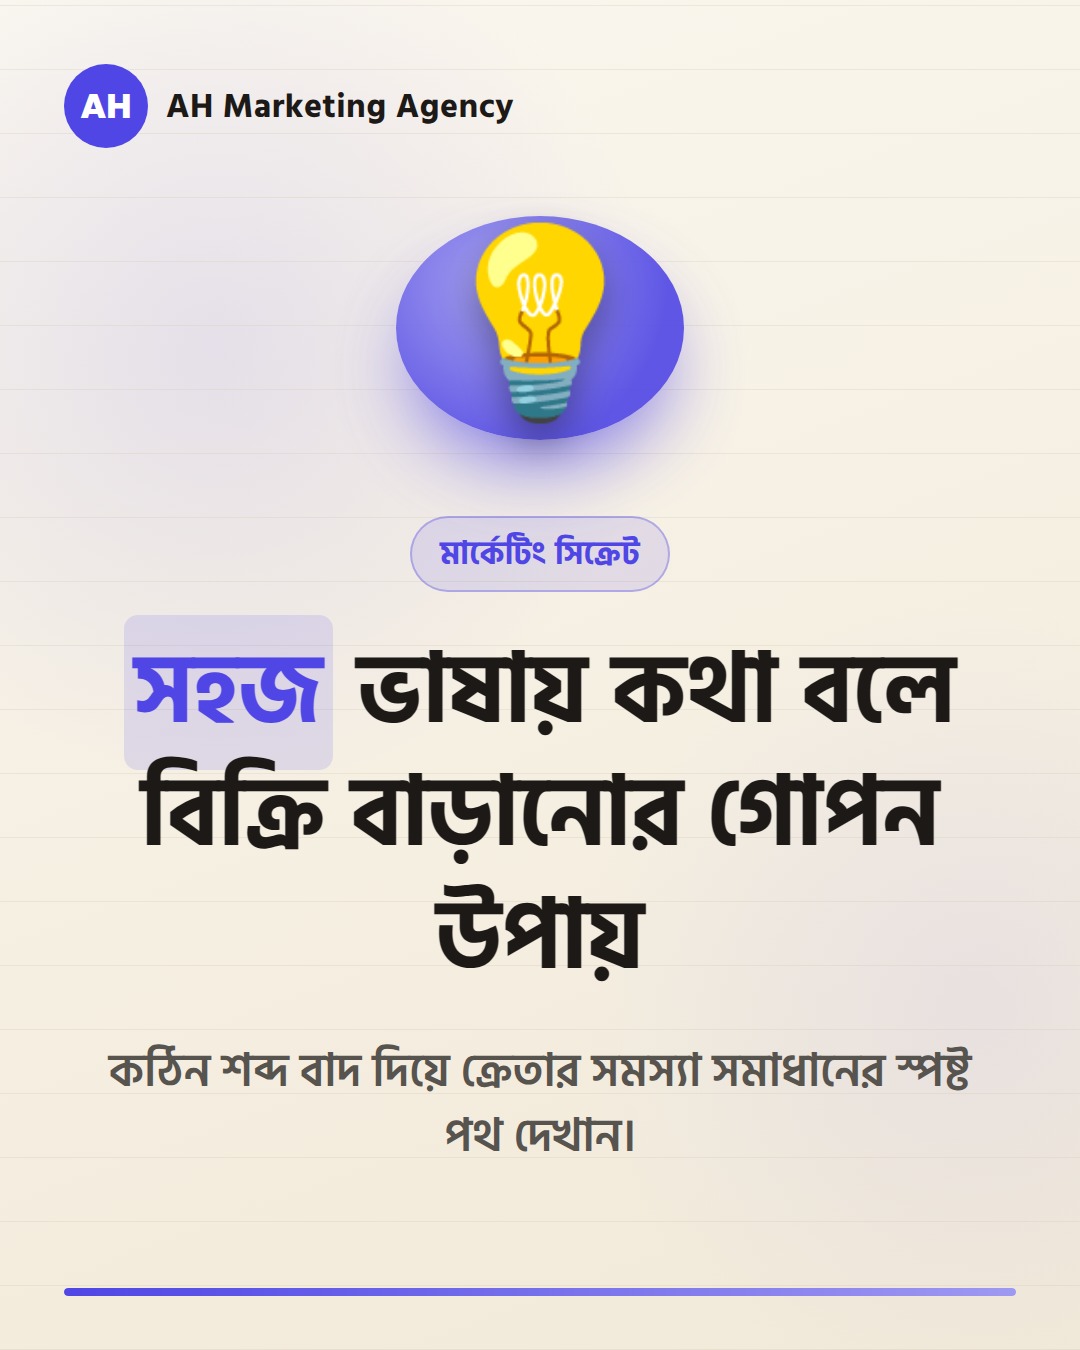 AH
AH Marketing Agency
মার্কেটিং সিক্রেট
সহজ ভাষায় কথা বলে
বিক্রি বাড়ানোর গোপন
উপায়
কঠিন শব্দ বাদ দিয়ে ক্রেতার সমস্যা সমাধানের স্পষ্ট
পথ দেখান।